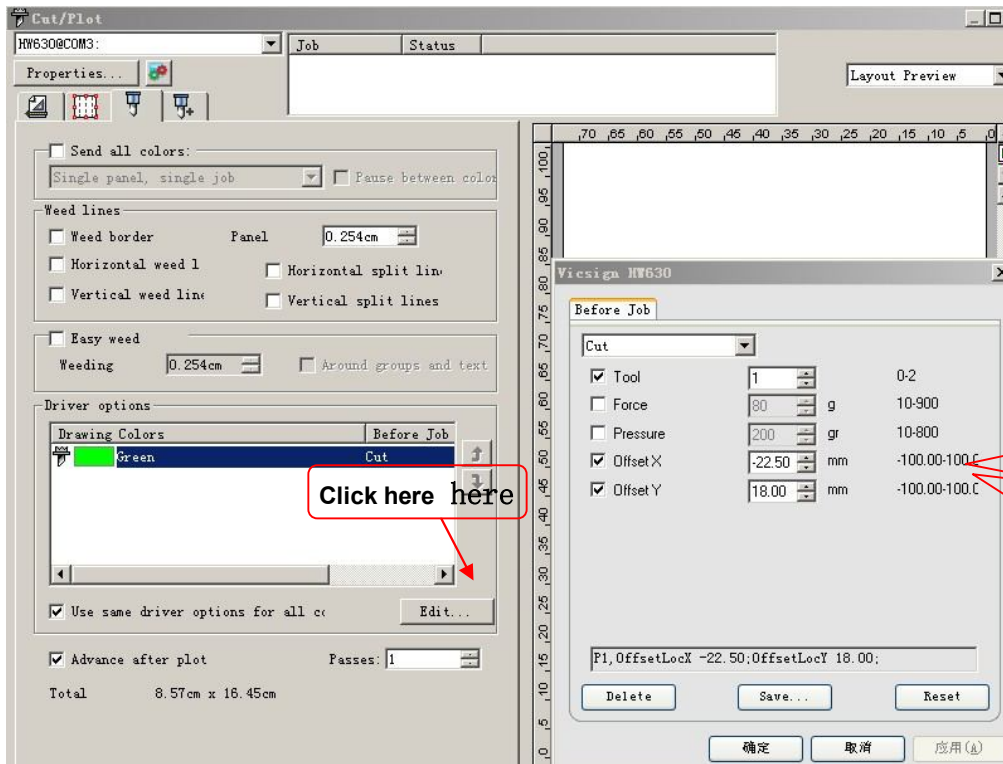 Cut/Plot
HW630@COM3:
Job Status
Properties...
Layout Preview
Send all colors:
Single panel, single job
Pause between color
Weed lines
Weed border Panel 0.254cm
Horizontal weed l Horizontal split lin
Vertical weed line Vertical split lines
Easy weed
Weeding 0.254cm Around groups and text
Driver options
Drawing Colors Before Job
Green Cut
Click here here
Use same driver options for all co Edit...
Advance after plot Passes: 1
Total 8.57cm x 16.45cm
70 65 60 55 50 45 40 35 30 25 20 15 10 5 0
100
95
90
85
80
75
70
65
60
55
50
45
40
35
30
25
20
15
10
5
0
Vicsign HW630
Before Job
Cut
Tool 1 0-2
Force 80 g 10-900
Pressure 200 gr 10-800
Offset X -22.50 mm -100.00-100.0
Offset Y 18.00 mm -100.00-100.0
P1,OffsetLocX -22.50;OffsetLocY 18.00;
Delete Save... Reset
确定 取消 应用(A)